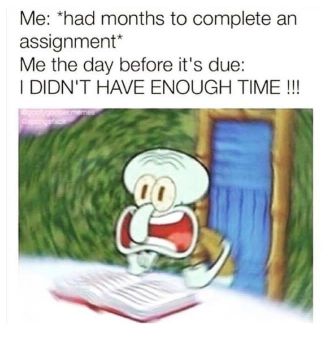 Me: *had months to complete an
assignment*
Me the day before it's due:
I DIDN'T HAVE ENOUGH TIME !!!